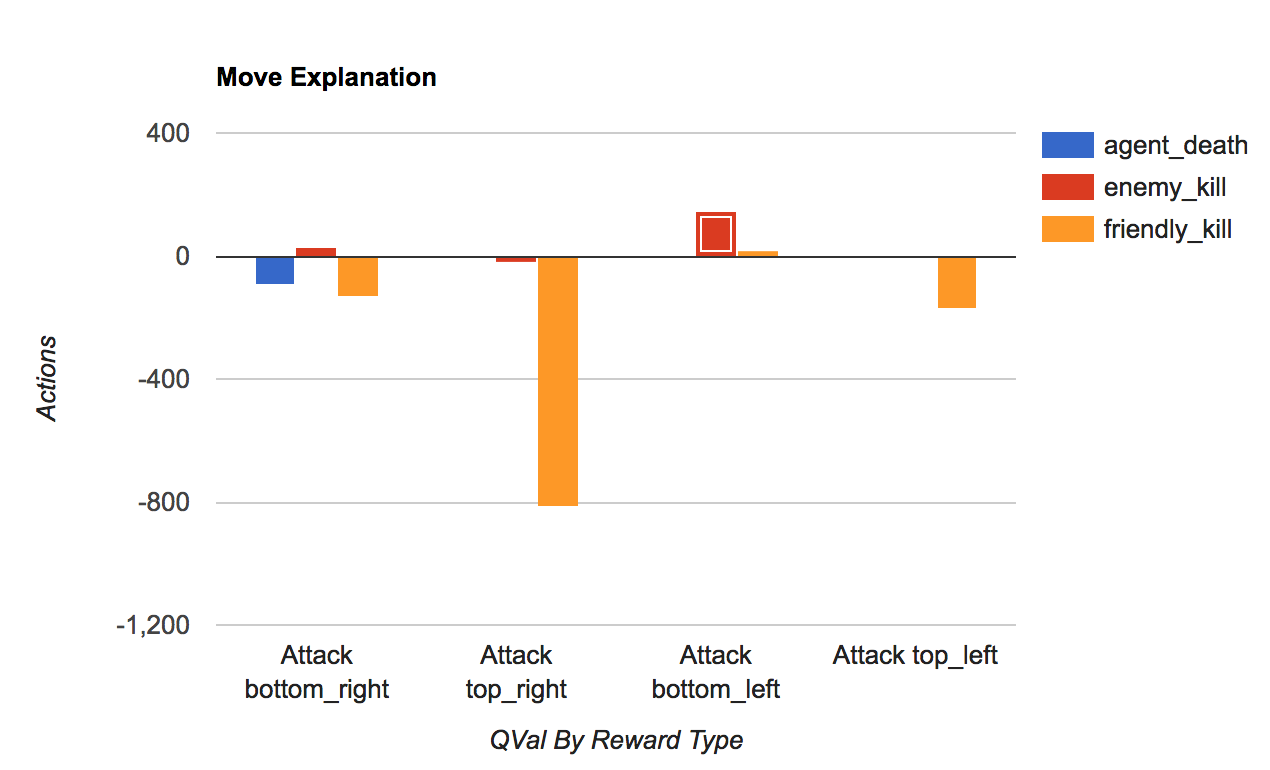 Move Explanation
400
0
-400
-800
-1,200
Actions
agent_death
enemy_kill
friendly_kill
Attack
bottom_right
Attack
top_right
Attack
bottom_left
Attack top_left
QVal By Reward Type